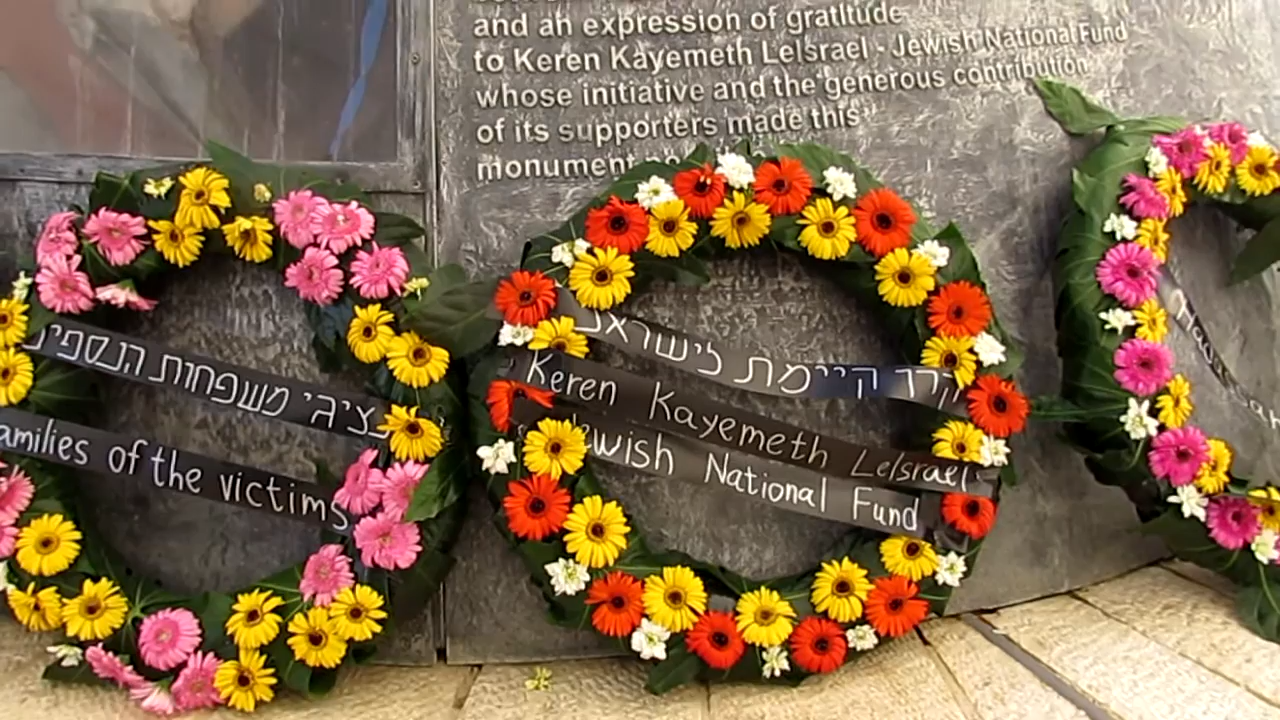 and an expression of gratitude
to Keren Kayemeth LeIsrael - Jewish National Fund
whose initiative and the generous contribution
of its supporters made this
monument
נציגי משפחות הנספים
amilies of the victims
קרן קיימת לישראל
Keren Kayemeth LeIsrael-
Jewish National Fund